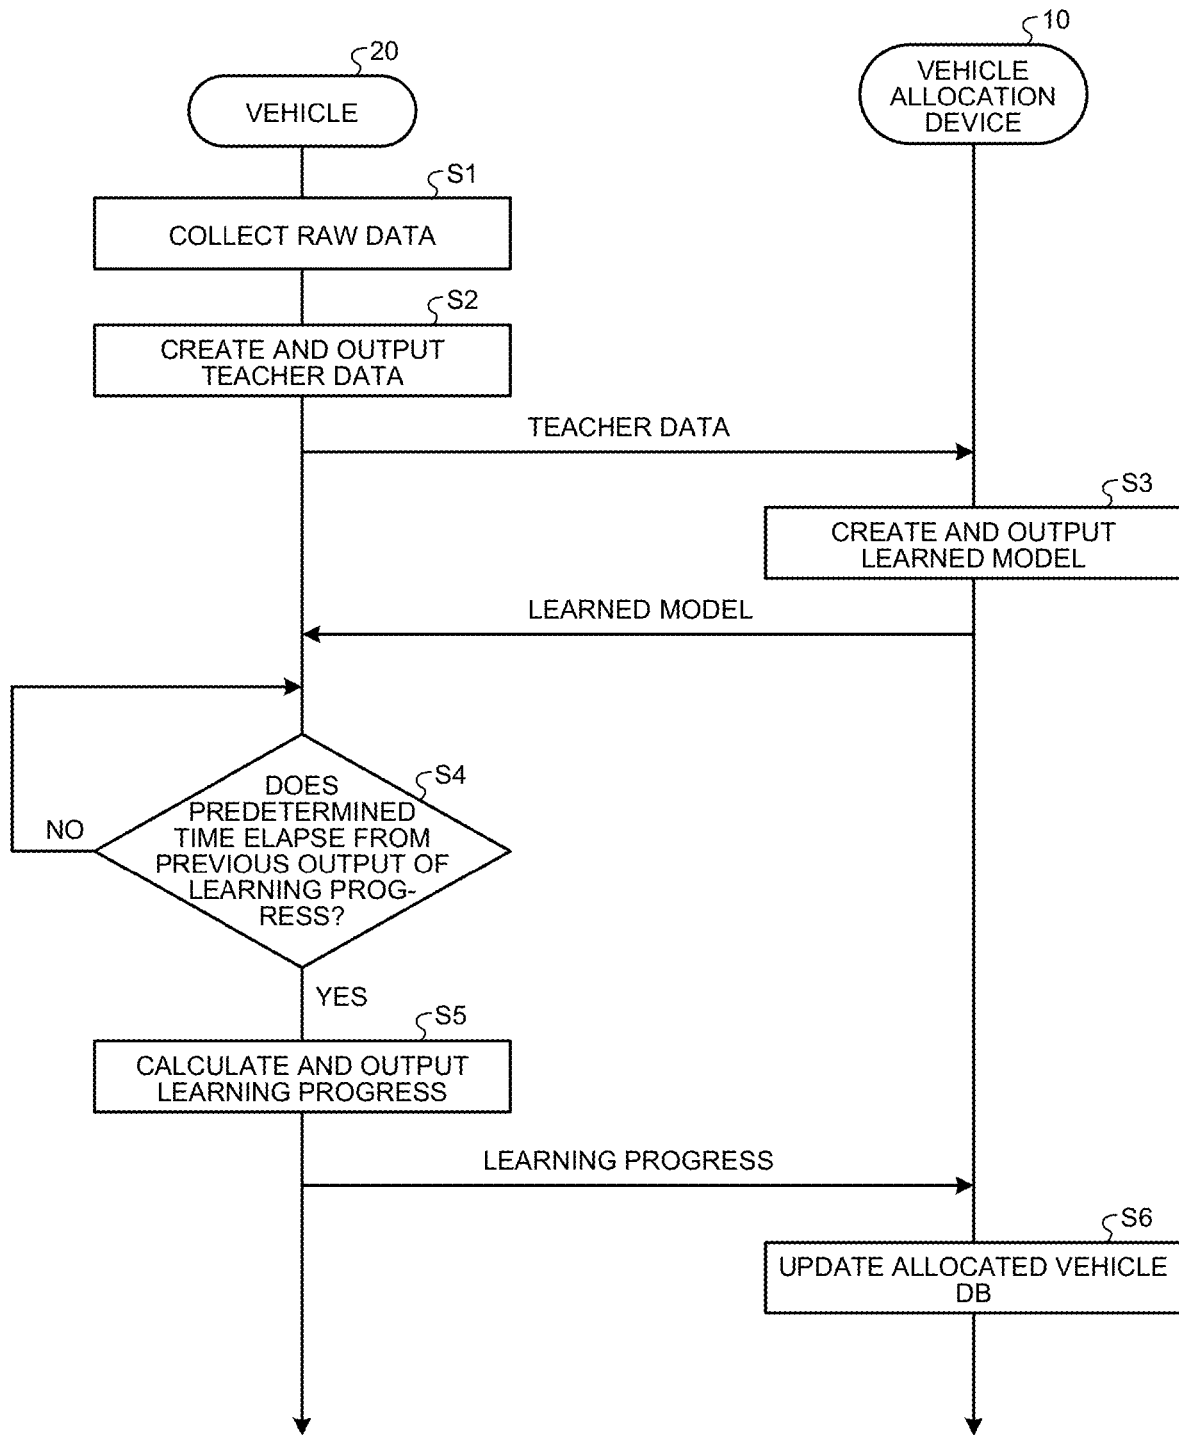 20
VEHICLE
10
VEHICLE
ALLOCATION
DEVICE
S1
COLLECT RAW DATA
S2
CREATE AND OUTPUT
TEACHER DATA
TEACHER DATA
S3
CREATE AND OUTPUT
LEARNED MODEL
LEARNED MODEL
S4
DOES
PREDETERMINED
TIME ELAPSE FROM
PREVIOUS OUTPUT OF
LEARNING PROG-
RESS?
NO
YES
S5
CALCULATE AND OUTPUT
LEARNING PROGRESS
LEARNING PROGRESS
S6
UPDATE ALLOCATED VEHICLE
DB